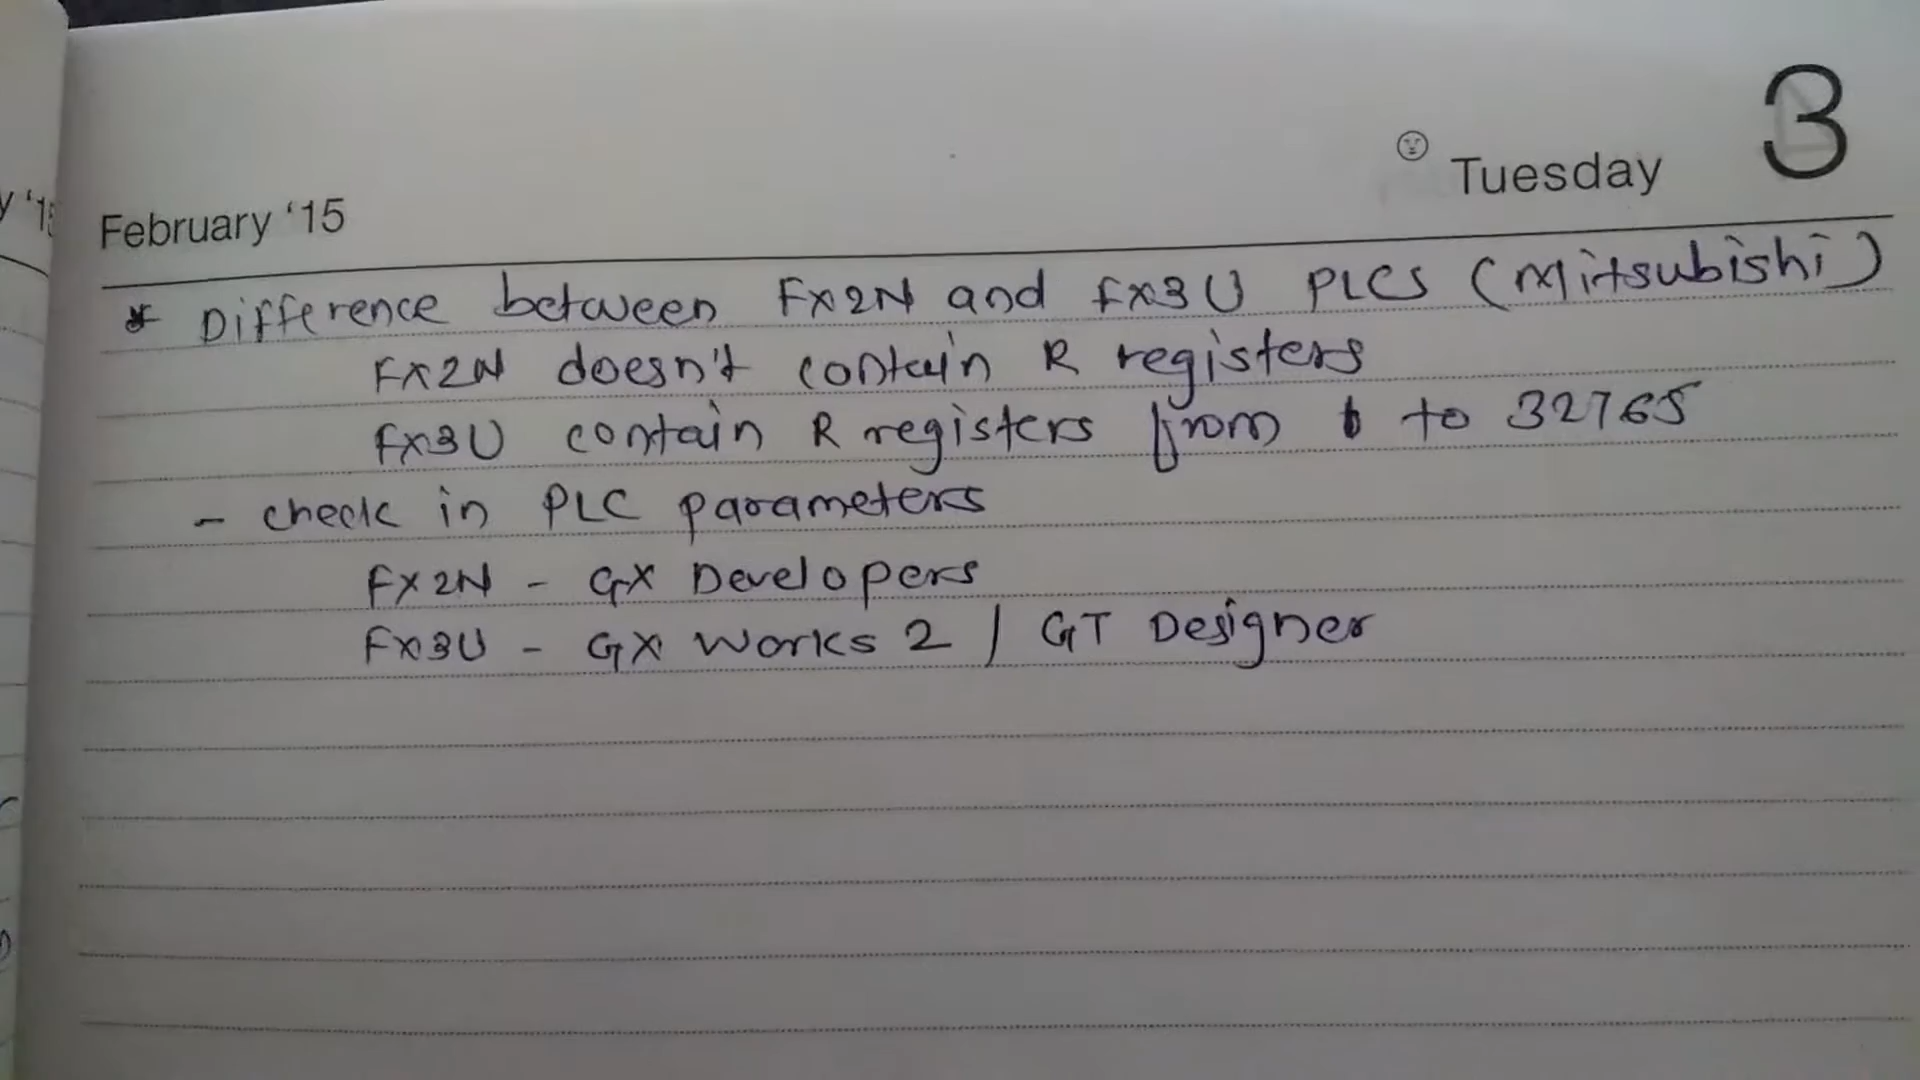 Tuesday 3
February '15
* Difference between FX2N and FX3U PLCS (Mitsubishi)
FX2N doesn't contain R registers
FX3U contain R registers from to 32765
- check in PLC parameters
FX2N - GX Developers
FX3U - GX Works 2 / GT Designer